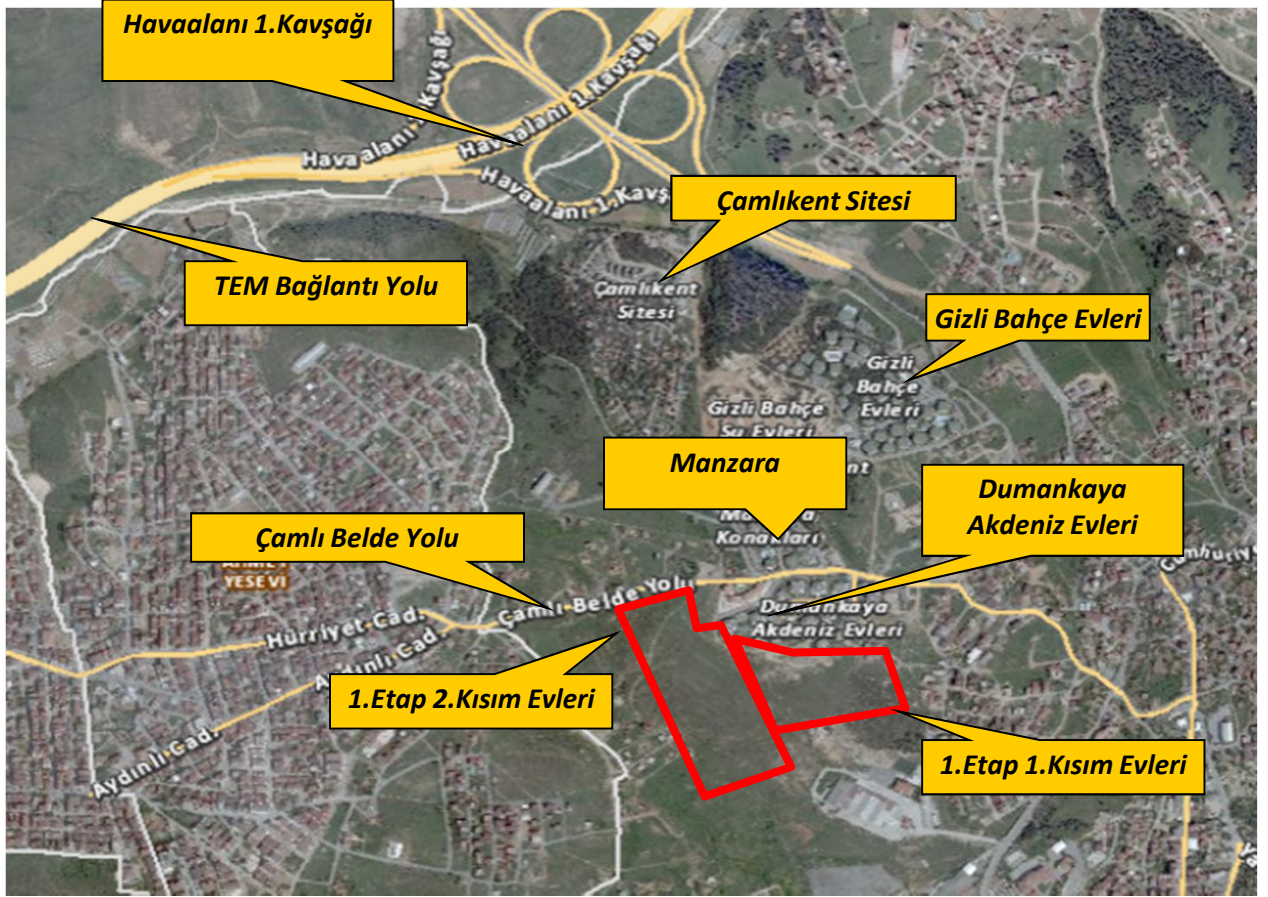 Havaalanı 1.Kavşağı
Havaalanı 1.Kavşağı
Havaalanı 1.Kavşağı
Havaalanı 1.Kavş
Çamlıkent Sitesi
TEM Bağlantı Yolu
Çamlıkent
Sitesi
Gizli Bahçe Evleri
Gizli
Bahçe
Evleri
Gizli Bahçe
Su Evleri
Manzara
Konakları
Dumankaya
Akdeniz Evleri
Çamlı Belde Yolu
AHMET
YESEVİ
Cumhuriye
Çamlı Belde Yolu
Dumankaya
Akdeniz Evleri
Hürriyet Cad.
Aydınlı Cad.
1.Etap 2.Kısım Evleri
Aydınlı Cad.
1.Etap 1.Kısım Evleri